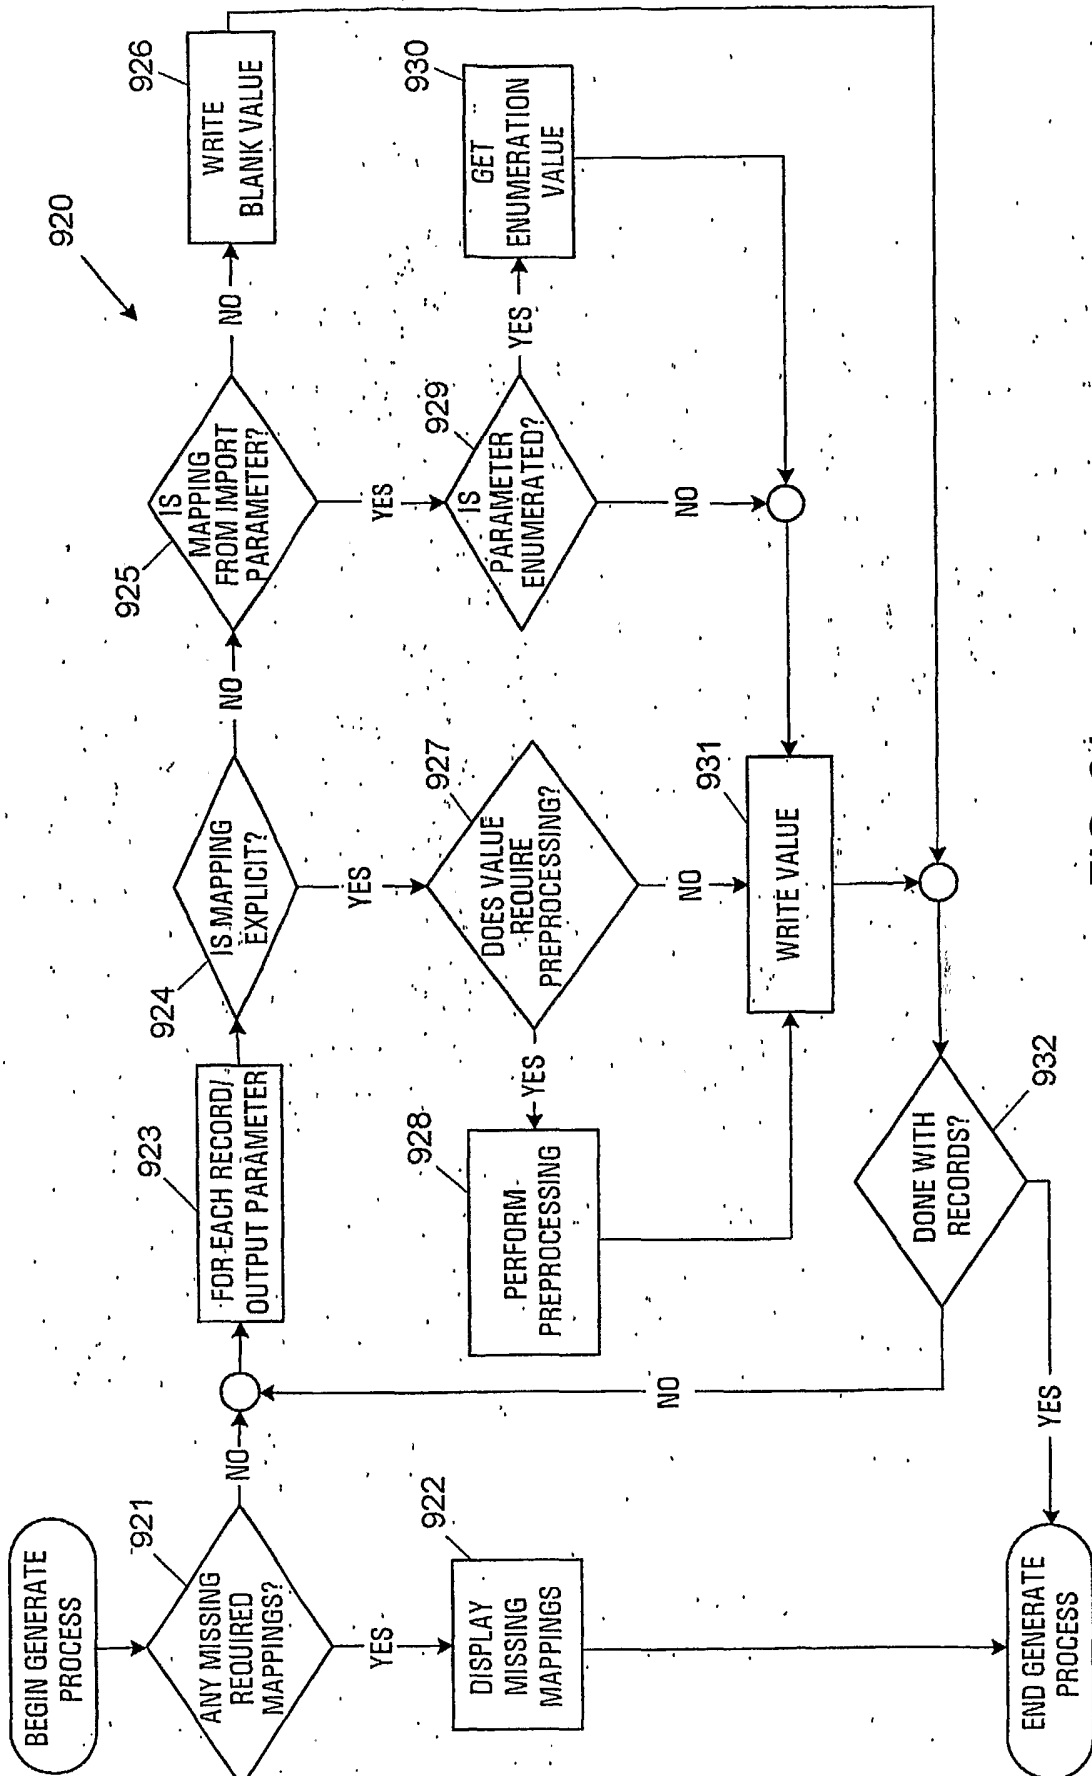 920
BEGIN GENERATE
PROCESS
921
ANY MISSING
REQUIRED
MAPPINGS?
NO
YES
922
DISPLAY
MISSING
MAPPINGS
923
FOR EACH RECORD/
OUTPUT PARAMETER
924
IS MAPPING
EXPLICIT?
NO
YES
925
IS
MAPPING
FROM IMPORT
PARAMETER?
NO
YES
926
WRITE
BLANK VALUE
927
DOES VALUE
REQUIRE
PREPROCESSING?
YES
NO
928
PERFORM
PREPROCESSING
929
IS
PARAMETER
ENUMERATED?
YES
NO
930
GET
ENUMERATION
VALUE
931
WRITE VALUE
932
DONE WITH
RECORDS?
NO
YES
END GENERATE
PROCESS